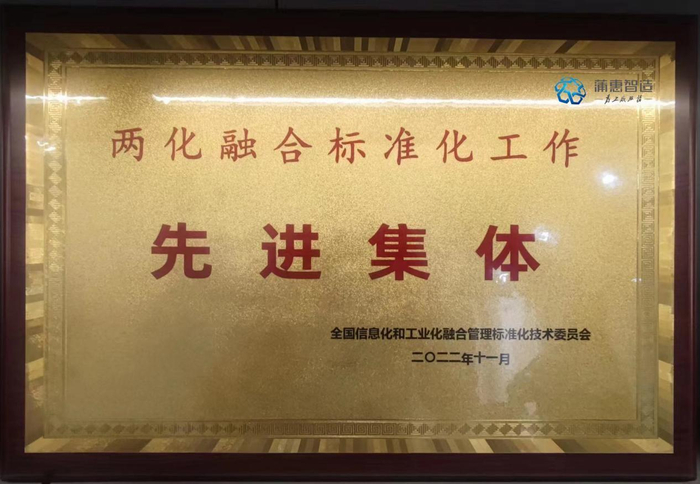 蒲惠智造
两化融合标准化工作
先进集体
全国信息化和工业化融合管理标准化技术委员会
二〇二二年十一月